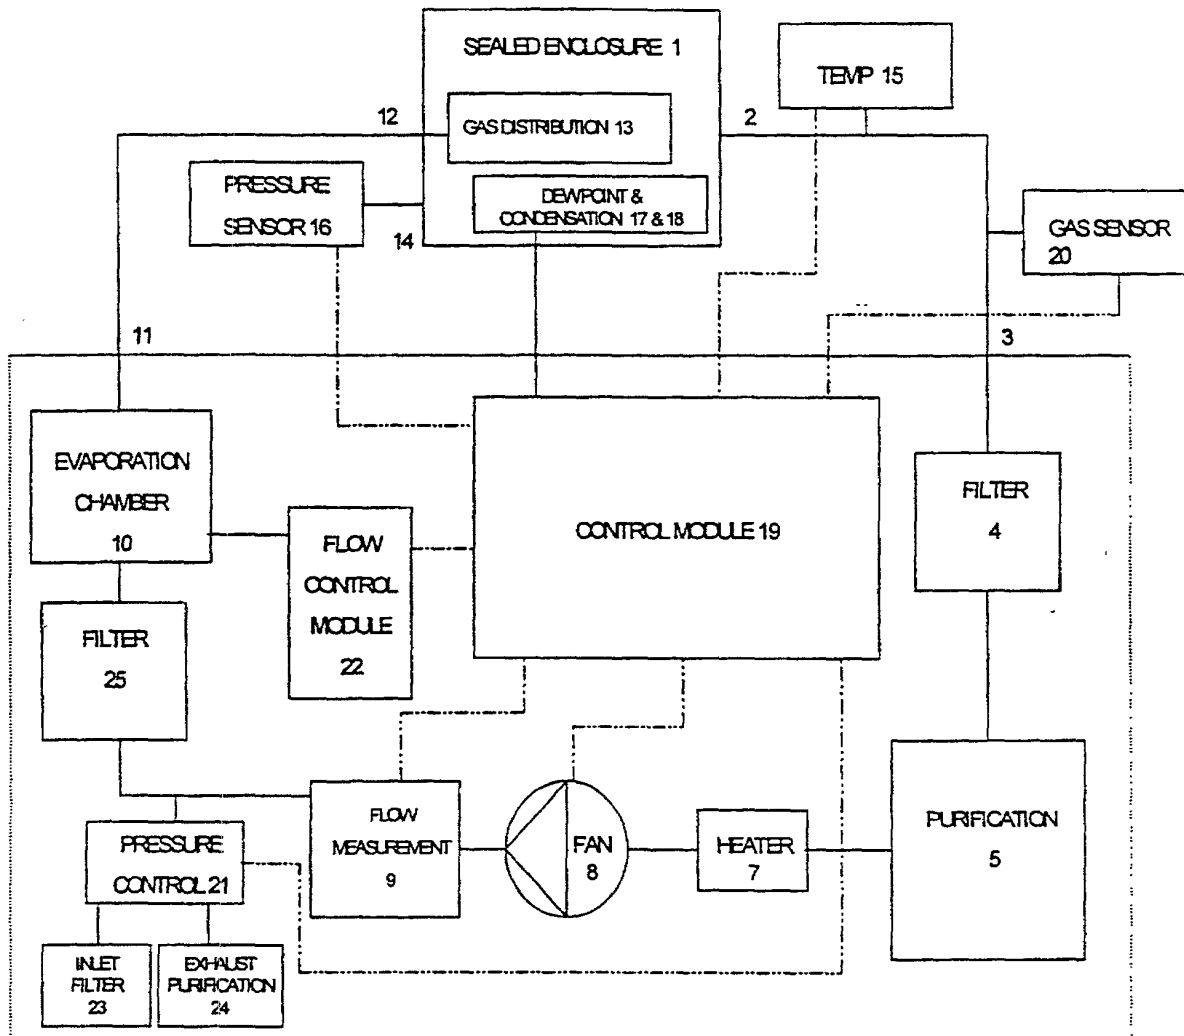 SEALED ENCLOSURE 1
TEMP 15
12
GAS DISTRIBUTION 13
2
PRESSURE
SENSOR 16
DEWPOINT &
CONDENSATION 17 & 18
14
GAS SENSOR
20
11
3
EVAPORATION
CHAMBER
10
FLOW
CONTROL
MODULE
22
CONTROL MODULE 19
FILTER
4
FILTER
25
PRESSURE
CONTROL 21
FLOW
MEASUREMENT
9
FAN
8
HEATER
7
PURIFICATION
5
INLET
FILTER
23
EXHAUST
PURIFICATION
24